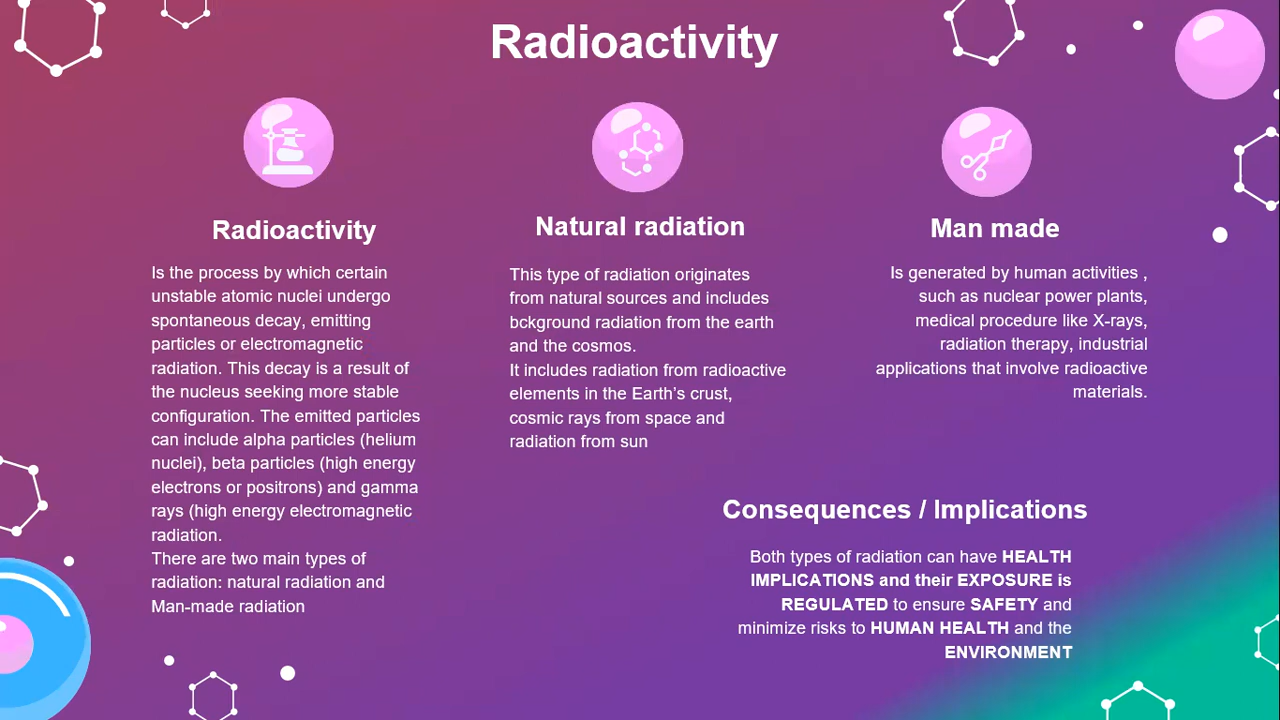 Radioactivity
Radioactivity
Is the process by which certain
unstable atomic nuclei undergo
spontaneous decay, emitting
particles or electromagnetic
radiation. This decay is a result of
the nucleus seeking more stable
configuration. The emitted particles
can include alpha particles (helium
nuclei), beta particles (high energy
electrons or positrons) and gamma
rays (high energy electromagnetic
radiation.
There are two main types of
radiation: natural radiation and
Man-made radiation
Natural radiation
This type of radiation originates
from natural sources and includes
bckground radiation from the earth
and the cosmos.
It includes radiation from radioactive
elements in the Earth's crust,
cosmic rays from space and
radiation from sun
Man made
Is generated by human activities ,
such as nuclear power plants,
medical procedure like X-rays,
radiation therapy, industrial
applications that involve radioactive
materials.
Consequences / Implications
Both types of radiation can have HEALTH
IMPLICATIONS and their EXPOSURE is
REGULATED to ensure SAFETY and
minimize risks to HUMAN HEALTH and the
ENVIRONMENT